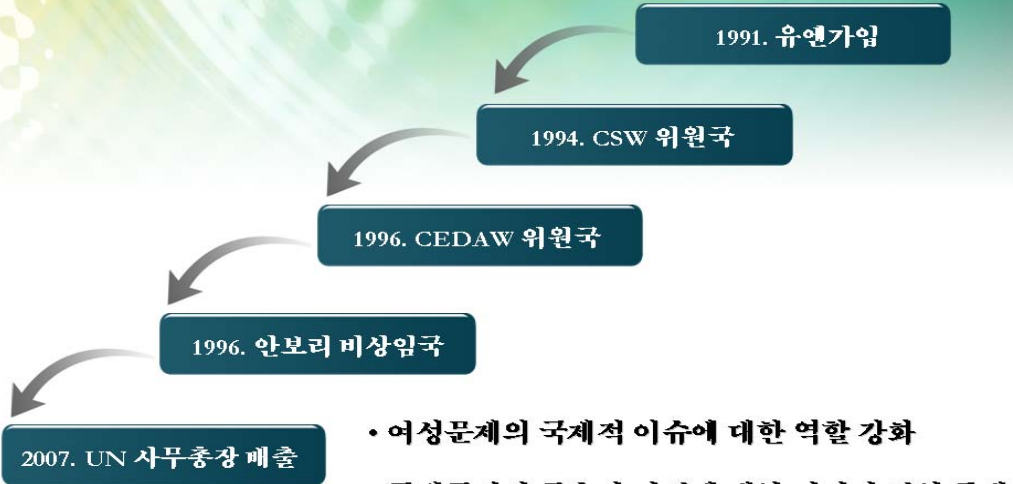 1991. 유엔가입
1994. CSW 위원국
1996. CEDAW 위원국
1996. 안보리 비상임국
2007. UN 사무총장 배출
• 여성문제의 국제적 이슈에 대한 역할 강화